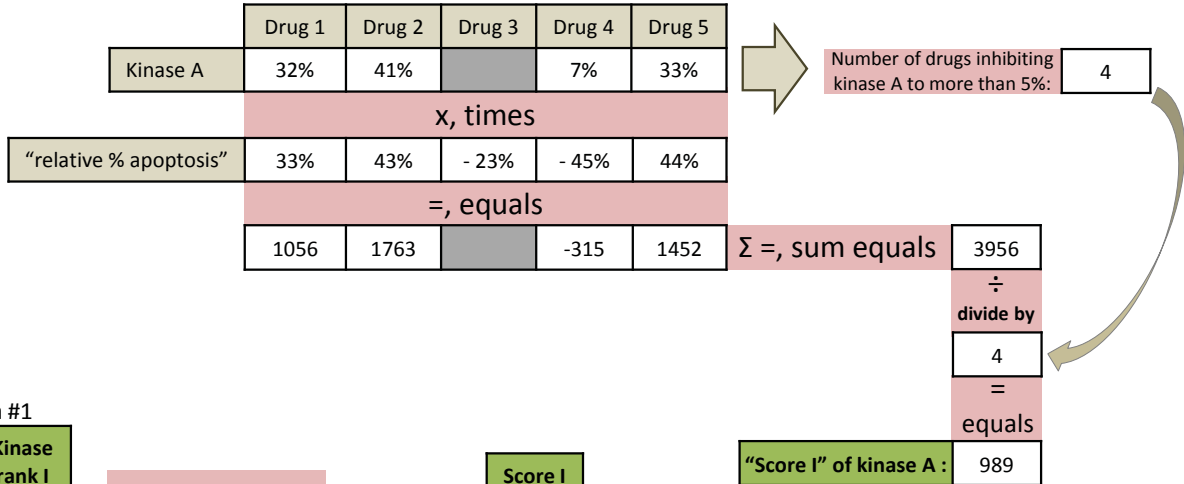 Drug 1 Drug 2 Drug 3 Drug 4 Drug 5
Kinase A 32% 41% 7% 33%
Number of drugs inhibiting
kinase A to more than 5%: 4
x, times
“relative % apoptosis” 33% 43% - 23% - 45% 44%
=, equals
1056 1763 -315 1452 Σ =, sum equals 3956
÷
divide by
4
=
equals
“Score I” of kinase A : 989
#1
Kinase
rank I
Score I